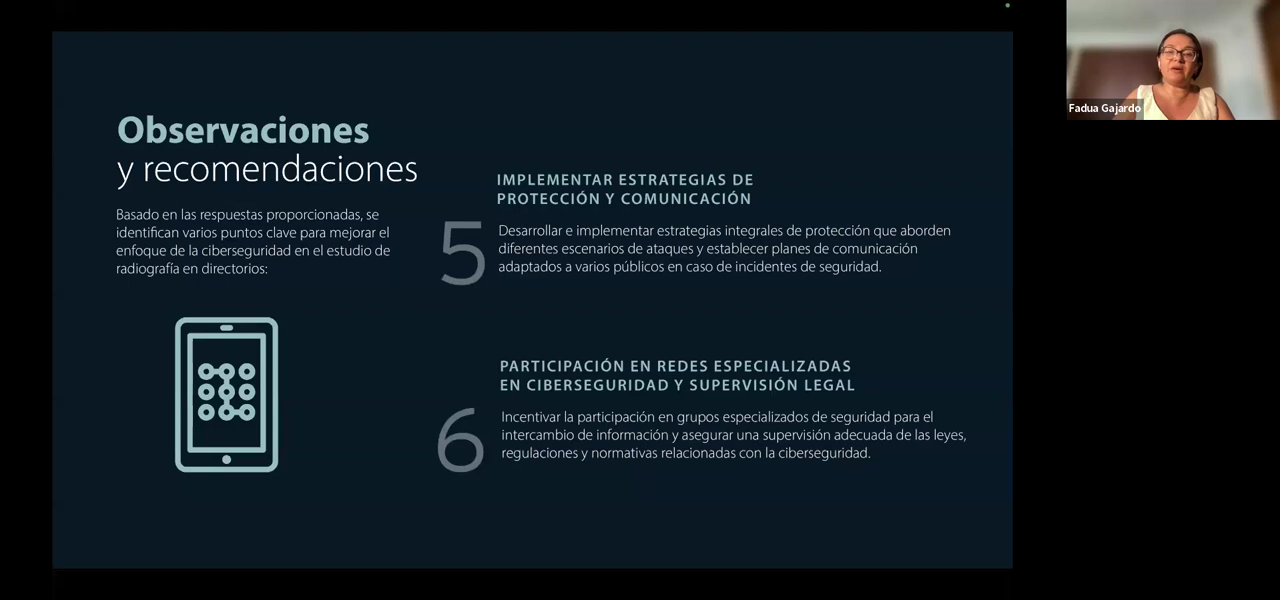 Observaciones
y recomendaciones
Basado en las respuestas proporcionadas, se
identifican varios puntos clave para mejorar el
enfoque de la ciberseguridad en el estudio de
radiografía en directorios:
IMPLEMENTAR ESTRATEGIAS DE
PROTECCIÓN Y COMUNICACIÓN
5
Desarrollar e implementar estrategias integrales de protección que aborden
diferentes escenarios de ataques y establecer planes de comunicación
adaptados a varios públicos en caso de incidentes de seguridad.
PARTICIPACIÓN EN REDES ESPECIALIZADAS
EN CIBERSEGURIDAD Y SUPERVISIÓN LEGAL
6
Incentivar la participación en grupos especializados de seguridad para el
intercambio de información y asegurar una supervisión adecuada de las leyes,
regulaciones y normativas relacionadas con la ciberseguridad.
Fadua Gajardo